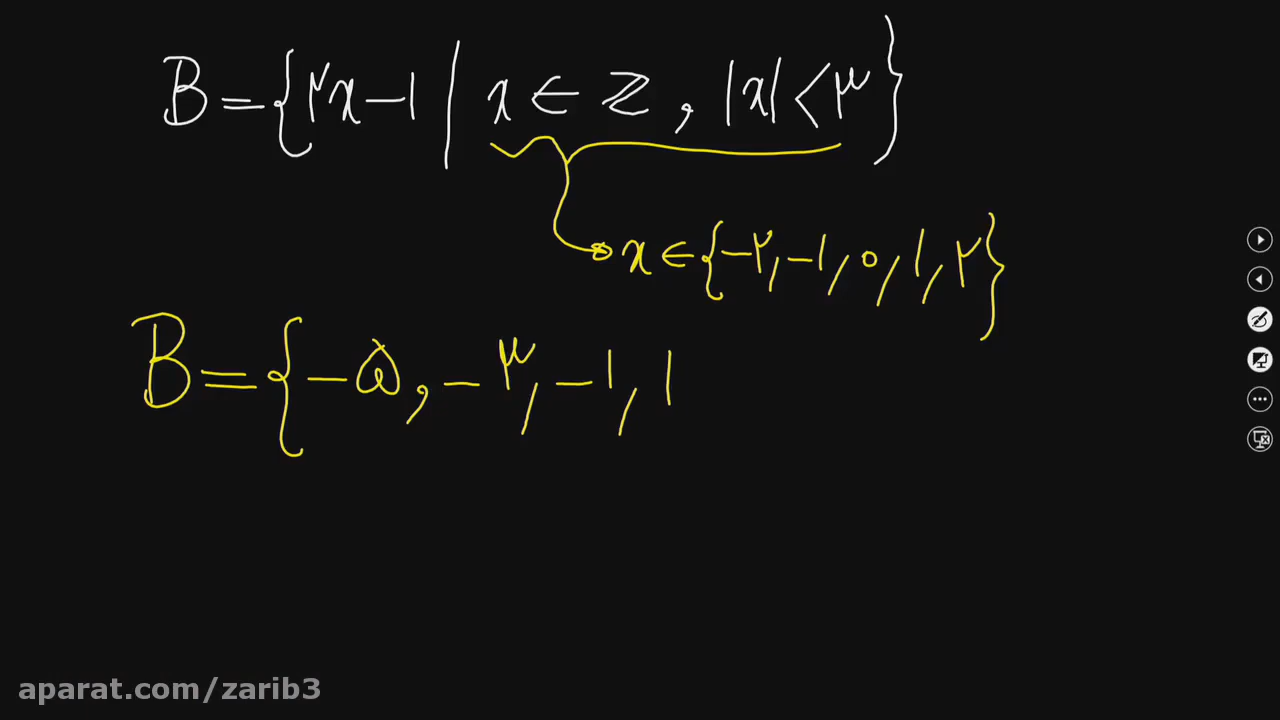 B = {۲x - 1 | x ∈ ℤ , |x| < ۳}
x ∈ {-۲, -1, 0, 1, ۲}
B = {-۵, -۳, -1, 1
aparat.com/zarib3